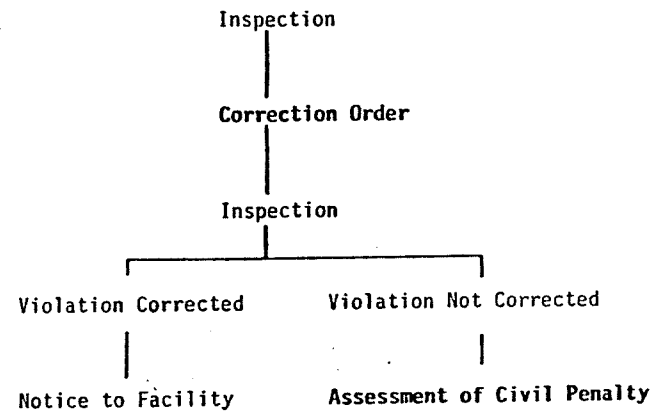 Inspection
Correction Order
Inspection
Violation Corrected
Violation Not Corrected
Notice to Facility
Assessment of Civil Penalty